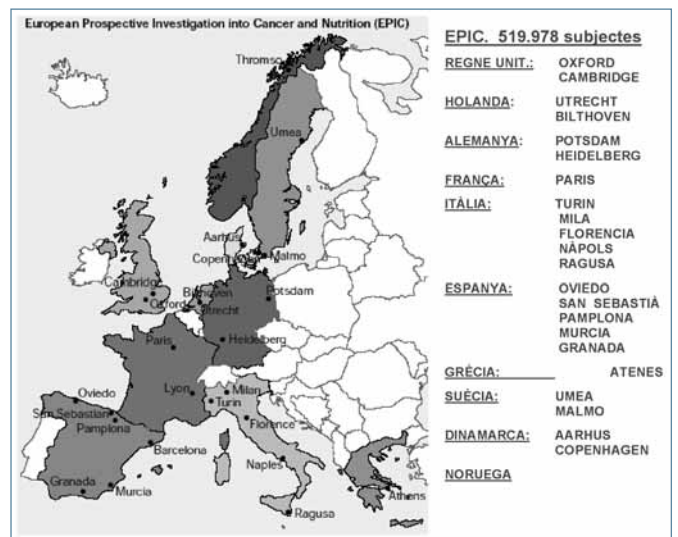 European Prospective Investigation into Cancer and Nutrition (EPIC)
Thromso
Umea
Aarhus
Copenhagen
Malmo
Cambridge
Oxford
Bilthoven
Utrecht
Potsdam
Paris
Heidelberg
Lyon
Milan
Turin
Oviedo
San Sebastian
Pamplona
Florence
Barcelona
Naples
Granada
Murcia
Athens
Ragusa
EPIC. 519.978 subjectes
REGNE UNIT.: OXFORD
CAMBRIDGE
HOLANDA: UTRECHT
BILTHOVEN
ALEMANYA: POTSDAM
HEIDELBERG
FRANÇA: PARIS
ITÀLIA: TURIN
MILA
FLORENCIA
NÀPOLS
RAGUSA
ESPANYA: OVIEDO
SAN SEBASTIÀ
PAMPLONA
MURCIA
GRANADA
GRÈCIA: ATENES
SUÈCIA: UMEA
MALMO
DINAMARCA: AARHUS
COPENHAGEN
NORUEGA